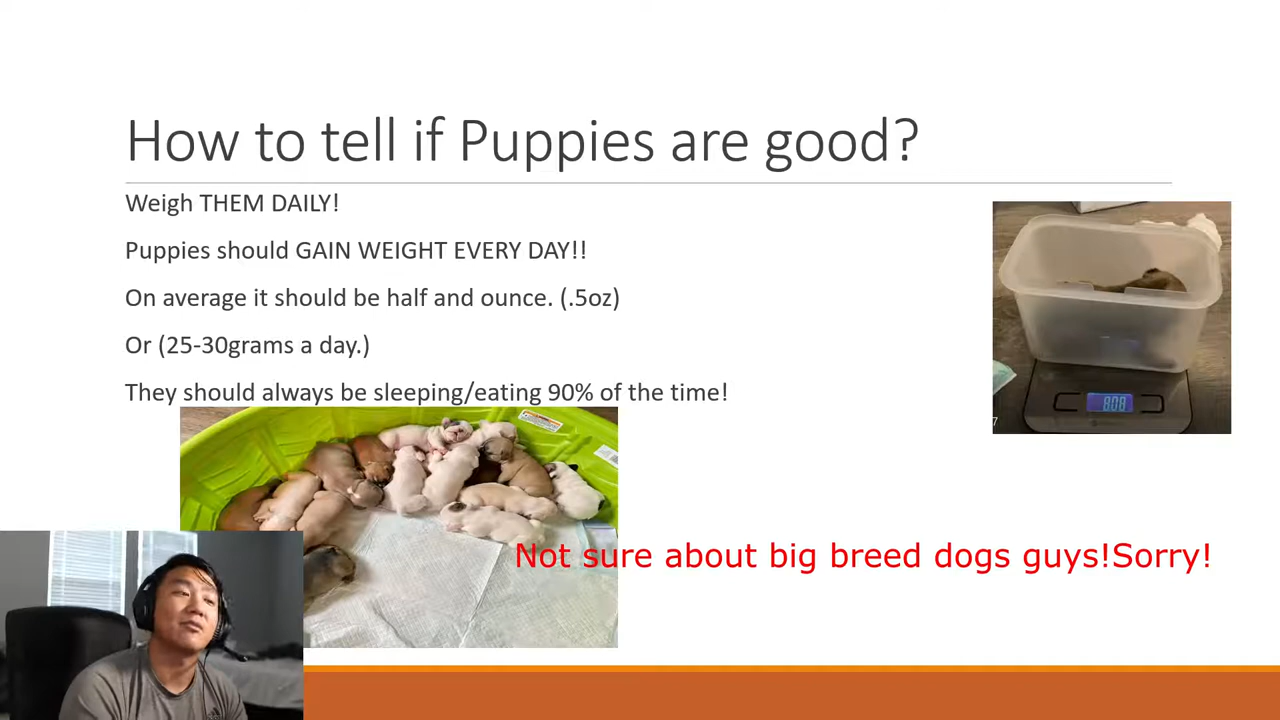 How to tell if Puppies are good?
Weigh THEM DAILY!
Puppies should GAIN WEIGHT EVERY DAY!!
On average it should be half and ounce. (.5oz)
Or (25-30grams a day.)
They should always be sleeping/eating 90% of the time!
808
7
Not sure about big breed dogs guys!Sorry!